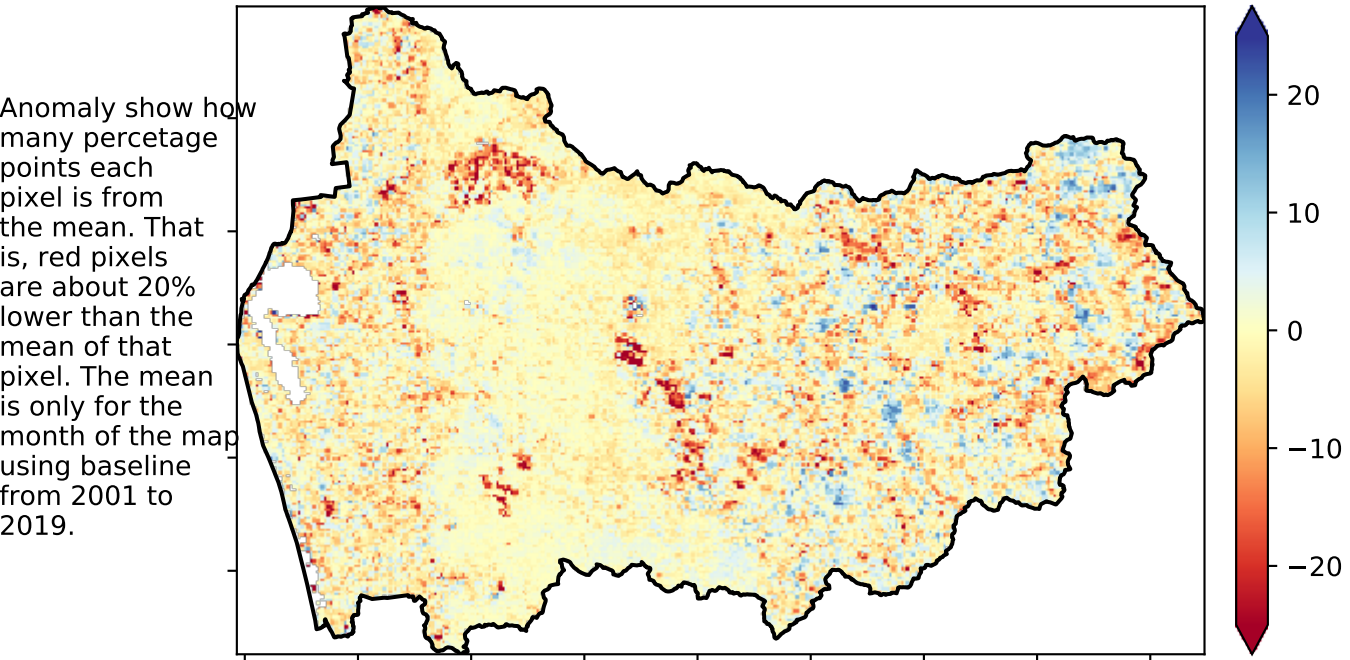 Anomaly show how
many percetage
points each
pixel is from
the mean. That
is, red pixels
are about 20%
lower than the
mean of that
pixel. The mean
is only for the
month of the map
using baseline
from 2001 to
2019.
20
10
0
−10
−20